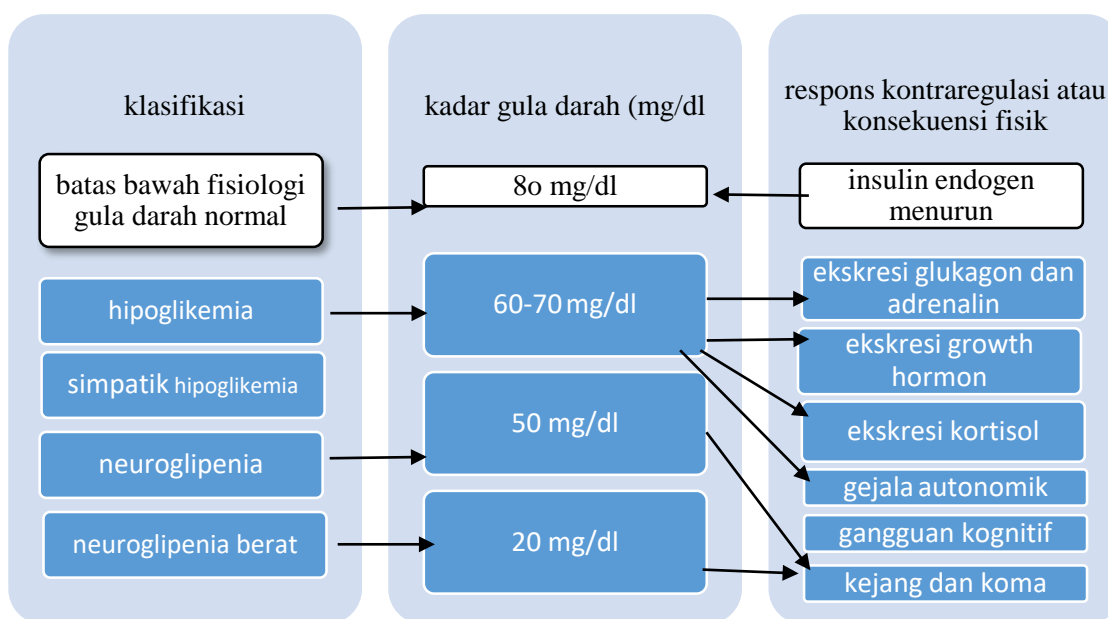 klasifikasi
batas bawah fisiologi
gula darah normal
hipoglikemia
simpatik hipoglikemia
neuroglipenia
neuroglipenia berat
kadar gula darah (mg/dl
8o mg/dl
60-70 mg/dl
50 mg/dl
20 mg/dl
respons kontraregulasi atau
konsekuensi fisik
insulin endogen
menurun
ekskresi glukagon dan
adrenalin
ekskresi growth
hormon
ekskresi kortisol
gejala autonomik
gangguan kognitif
kejang dan koma